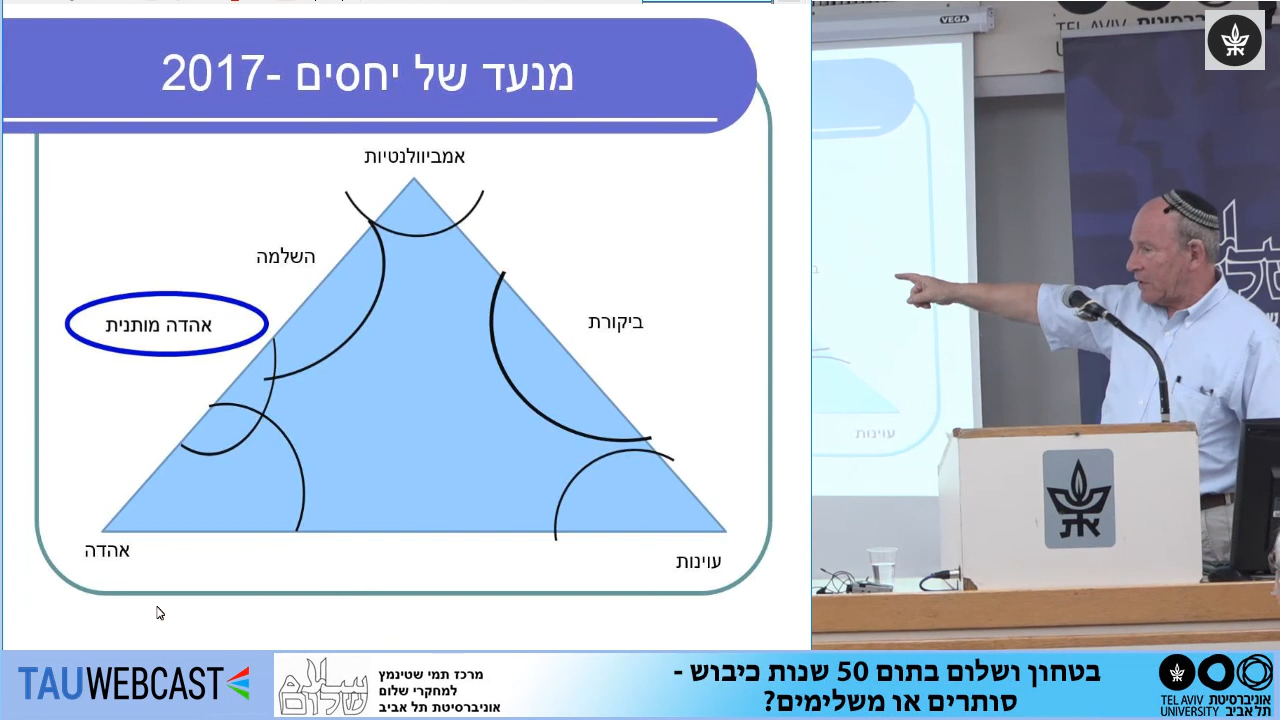 מנעד של יחסים -2017
אמביוולנטיות
השלמה
אהדה מותנית
ביקורת
אהדה
עוינות
VEGA
TEL AVIV
עוינות
TAUWEBCAST
שלום
מרכז תמי שטינמץ
למחקרי שלום
אוניברסיטת תל אביב
בטחון ושלום בתום 50 שנות כיבוש -
סותרים או משלימים?
TEL AVIV אוניברסיטת
UNIVERSITY תל אביב